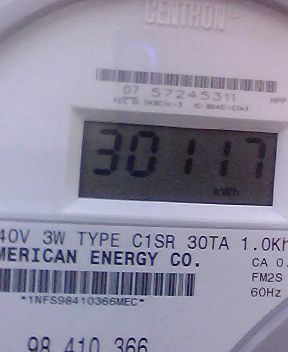 CENTRON
07 57245311
30117
kWh
40V 3W TYPE C1SR 30TA 1.0Kh
MERICAN ENERGY CO.
CA 0.
FM2S
60Hz
*1NFS98410366MEC*
98 410 366